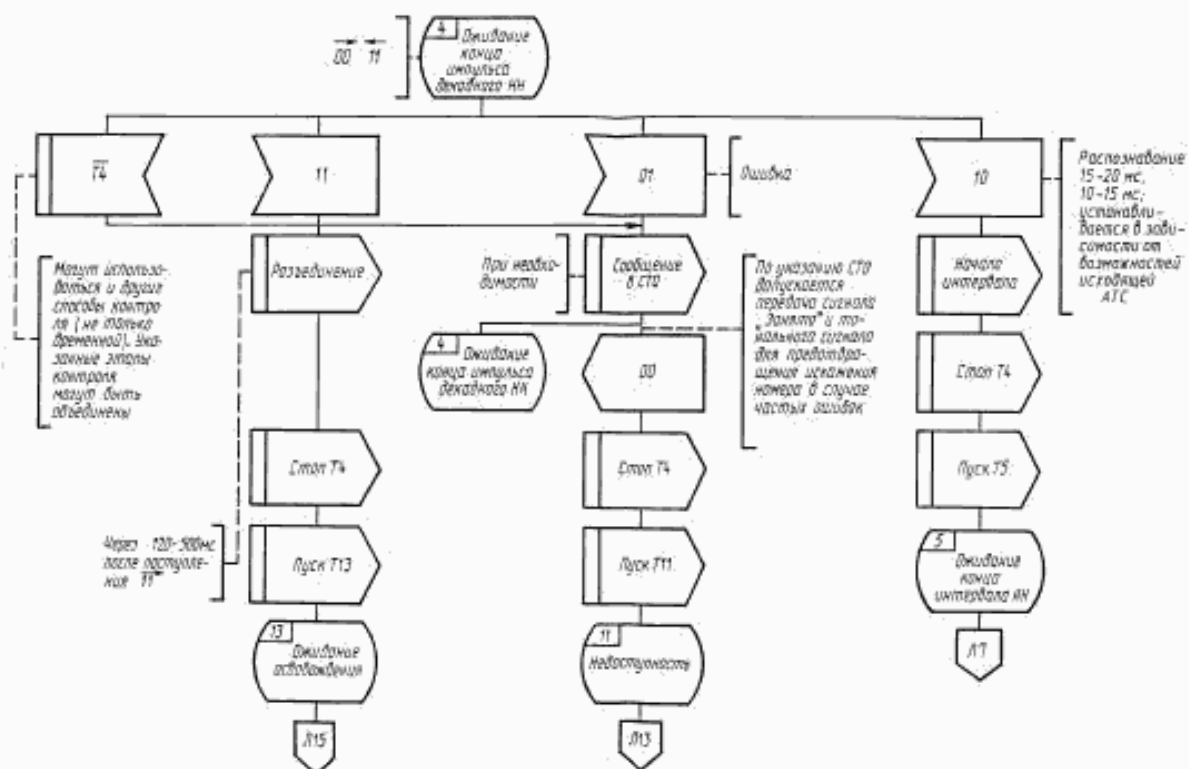 00 11
4 Ожидание
конца
импульса
декадного НН
T4
11
01
Ошибка
10
Распознавание
15-20 мс,
10-15 мс;
устанавли-
вается в зави-
симости от
возможностей
исходящей
АТС
Могут использо-
ваться и другие
способы контро-
ля (не только
временной). Ука-
занные этапы
контроля
могут быть
объединены
Разъединение
При необхо-
димости
Сообщение
в СТО
По указанию СТО
допускается
передача сигнала
"Занято" и то-
нального сигнала
для предотвра-
щения искажения
номера в случае
частых ошибок
Начало
интервала
4 Ожидание
конца импульса
декадного НН
00
Стоп Т4
Стоп Т4
Стоп Т4
Пуск Т5
Через 120-500мс
после поступле-
ния 11
Пуск Т13
Пуск Т11
5
Ожидание
конца
интервала НН
13
Ожидание
освобождения
11
Недоступность
Л7
Л15
Л13